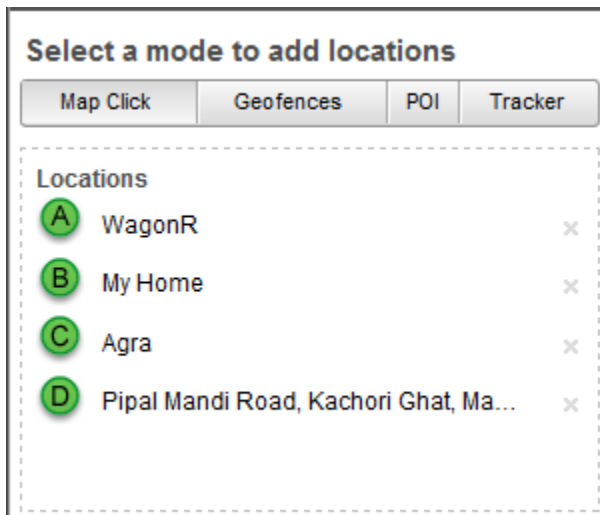 Select a mode to add locations
Map Click Geofences POI Tracker
Locations
A WagonR
B My Home
C Agra
D Pipal Mandi Road, Kachori Ghat, Ma...